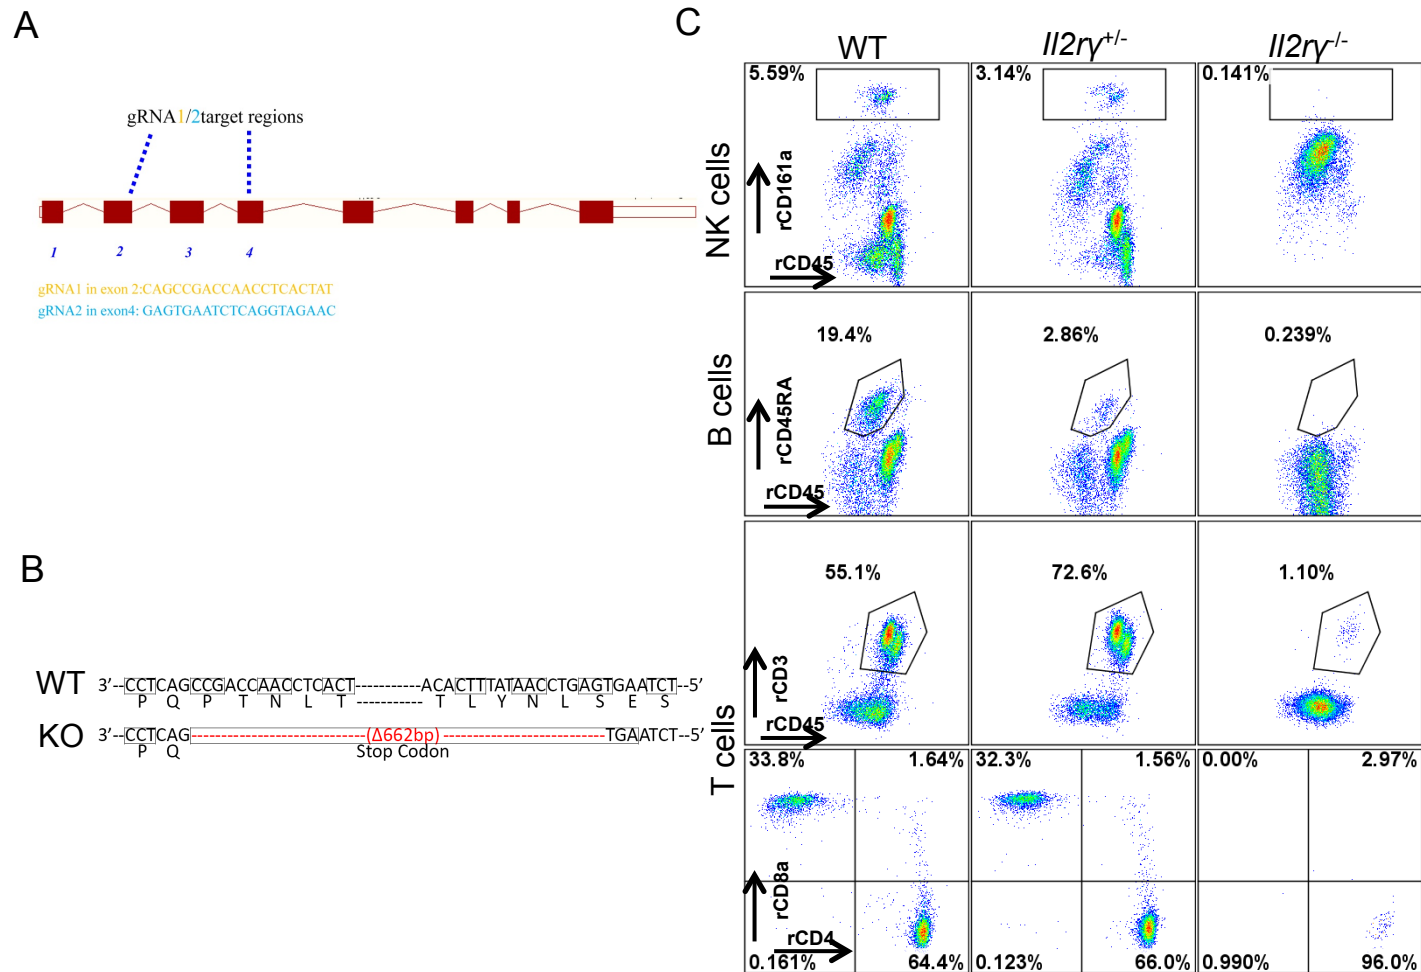 A
gRNA1/2target regions
1 2 3 4
gRNA1 in exon 2:CAGCCGACCAACCTCACTAT
gRNA2 in exon4: GAGTGAATCTCAGGTAGAAC
B
WT 3’--CCTCAGCCGACCAACCTCACT-----------ACACTTTATAACCTGAGTGAATCT--5’
P Q P T N L T ----------- T L Y N L S E S
KO 3’--CCTCAG-----------------------------(Δ662bp)---------------------------TGAATCT--5’
P Q Stop Codon
C
WT Il2rγ+/- Il2rγ-/-
NK cells
rCD161a
rCD45
5.59% 3.14% 0.141%
B cells
rCD45RA
rCD45
19.4% 2.86% 0.239%
T cells
rCD3
rCD45
55.1% 72.6% 1.10%
rCD8a
rCD4
33.8% 1.64% 32.3% 1.56% 0.00% 2.97%
0.161% 64.4% 0.123% 66.0% 0.990% 96.0%